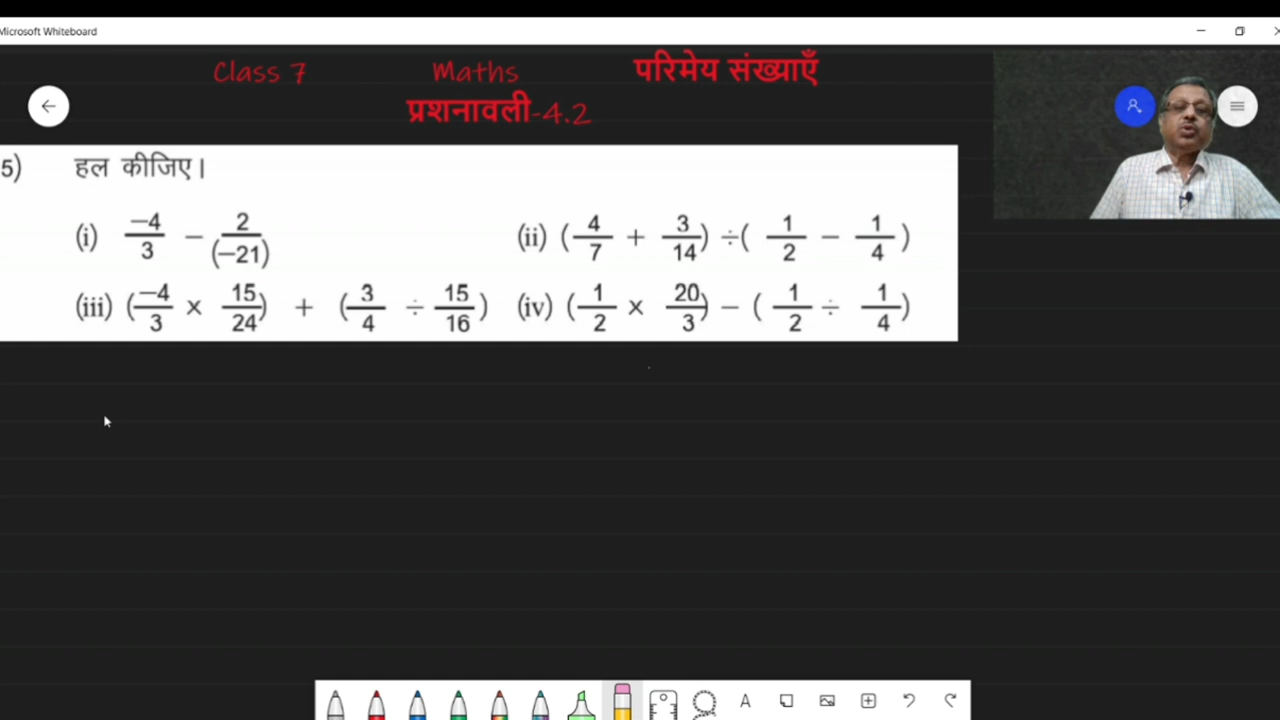 Microsoft Whiteboard
Class 7 Maths परिमेय संख्याएँ
प्रशनावली-4.2
5) हल कीजिए।
(i) −4/3 − 2/(−21) (ii) (4/7 + 3/14) ÷ (1/2 − 1/4)
(iii) (−4/3 × 15/24) + (3/4 ÷ 15/16) (iv) (1/2 × 20/3) − (1/2 ÷ 1/4)
A